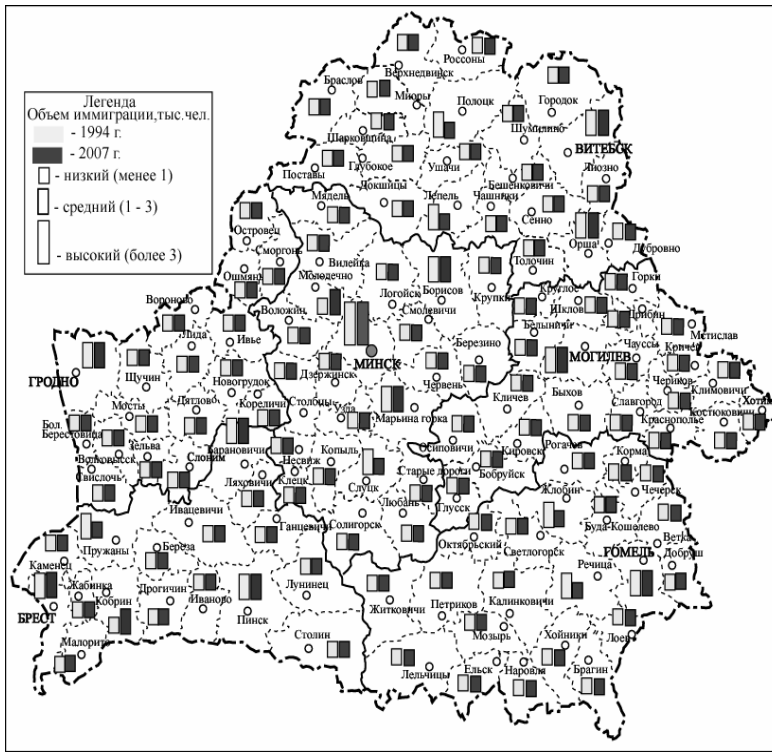 Легенда
Объем иммиграции,тыс.чел.
- 1994 г.
- 2007 г.
- низкий (менее 1)
- средний (1 - 3)
- высокий (более 3)
Россоны
Верхнедвинск
Браслов
Миоры
Полоцк
Городок
Шарковщина
Шумилино
ВИТЕБСК
Поставы
Глубокое
Ушачи
Бешенковичи
Лиозно
Докшицы
Лепель
Чашники
Сенно
Мядель
Островец
Орша
Дубровно
Сморгонь
Вилейка
Толочин
Ошмяны
Молодечно
Логойск
Борисов
Крупки
Круглое
Горки
Вороново
Воложин
Смолевичи
Шклов
Дрибин
Белыничи
Мстислав
Лида
Ивье
Березино
Чаусы
Кричев
МИНСК
МОГИЛЕВ
ГРОДНО
Щучин
Дзержинск
Червень
Чериков
Климовичи
Новогрудок
Кореличи
Столбцы
Узда
Марьина горка
Кличев
Быхов
Славгород
Хотимск
Мосты
Дятлово
Костюковичи
Краснополье
Бол.
Берестовица
Зельва
Барановичи
Осиповичи
Кировск
Рогачев
Волковысск
Слоним
Несвиж
Копыль
Старые дороги
Бобруйск
Корма
Свислочь
Ляховичи
Клецк
Слуцк
Жлобин
Чечерск
Глусск
Любань
Ивацевичи
Ганцевичи
Солигорск
Буда-Кошелево
Октябрьский
Светлогорск
Ветка
Пружаны
Береза
ГОМЕЛЬ
Добруш
Каменец
Речица
Жабинка
Дрогичин
Лунинец
Кобрин
Иваново
БРЕСТ
Пинск
Житковичи
Петриков
Калинковичи
Мозырь
Лоев
Малорита
Столин
Хойники
Лельчицы
Ельск
Наровля
Брагин